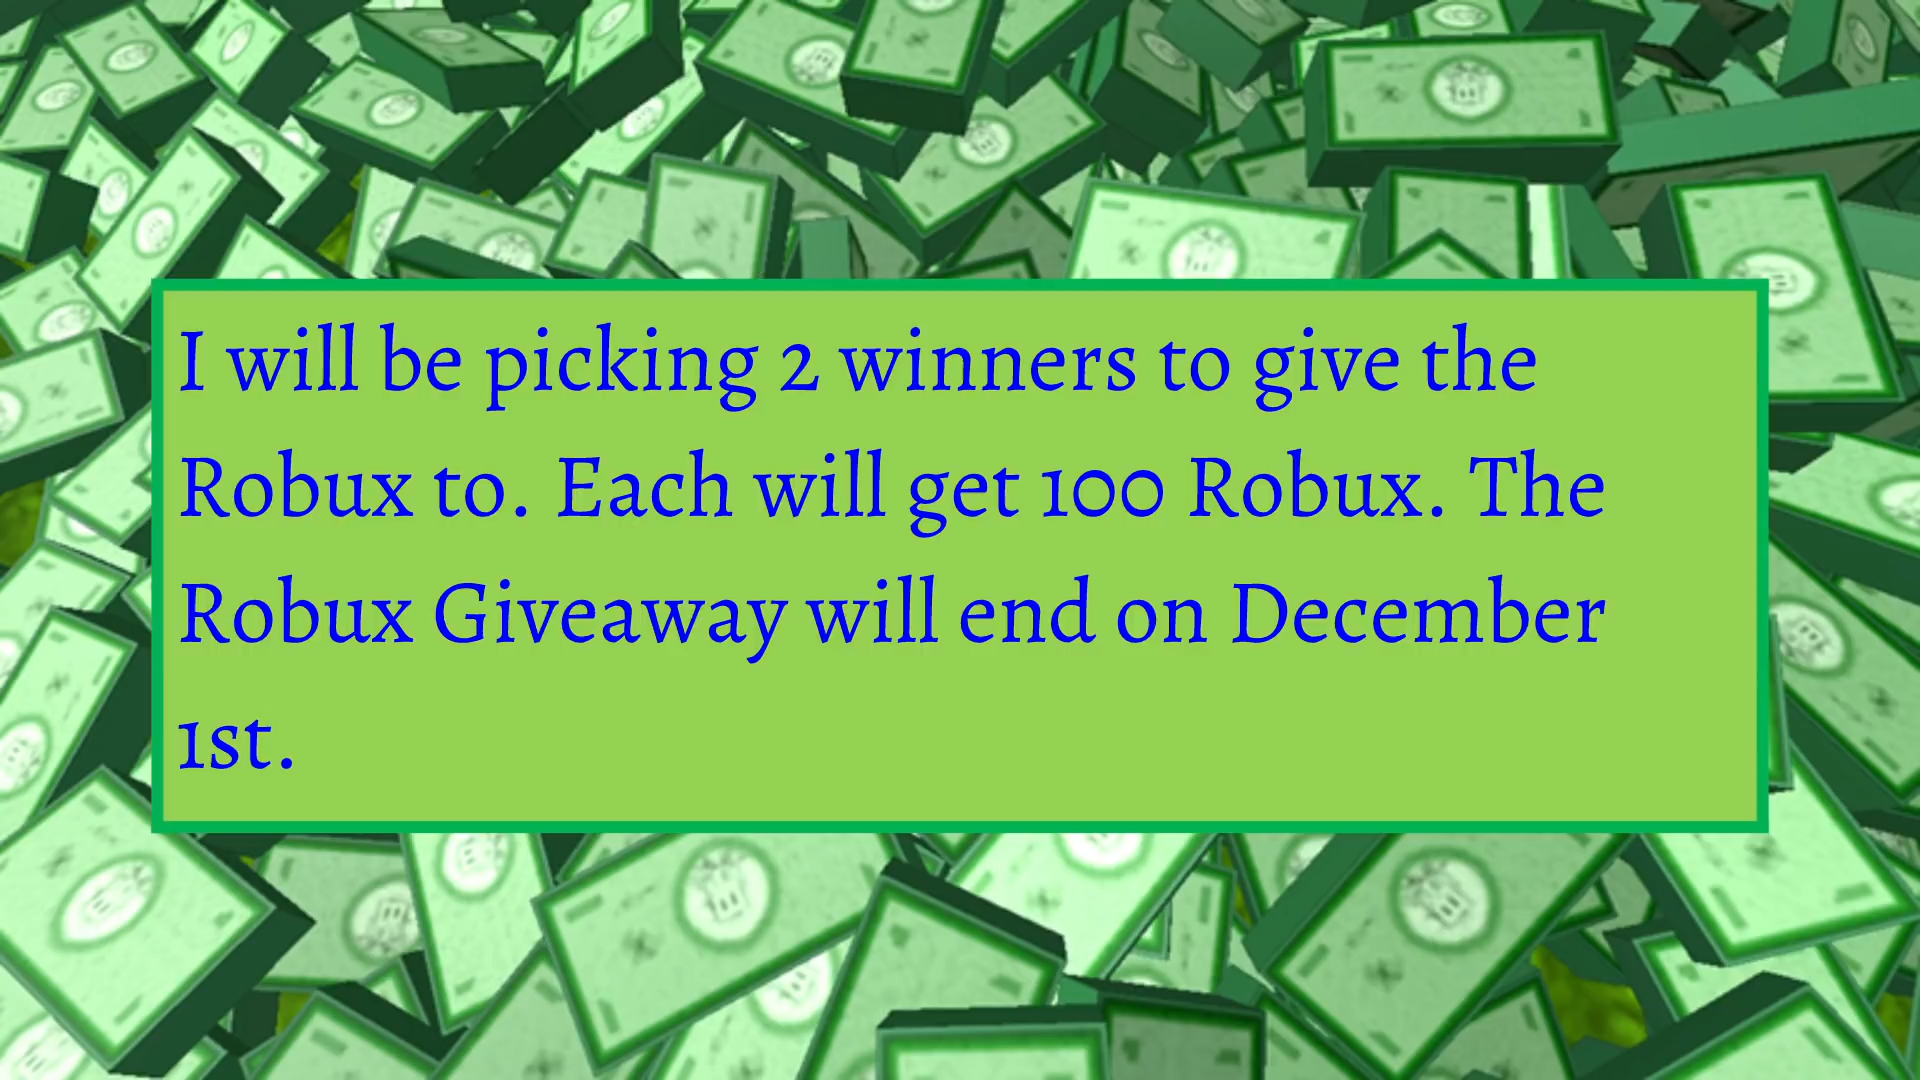 I will be picking 2 winners to give the
Robux to. Each will get 100 Robux. The
Robux Giveaway will end on December
1st.